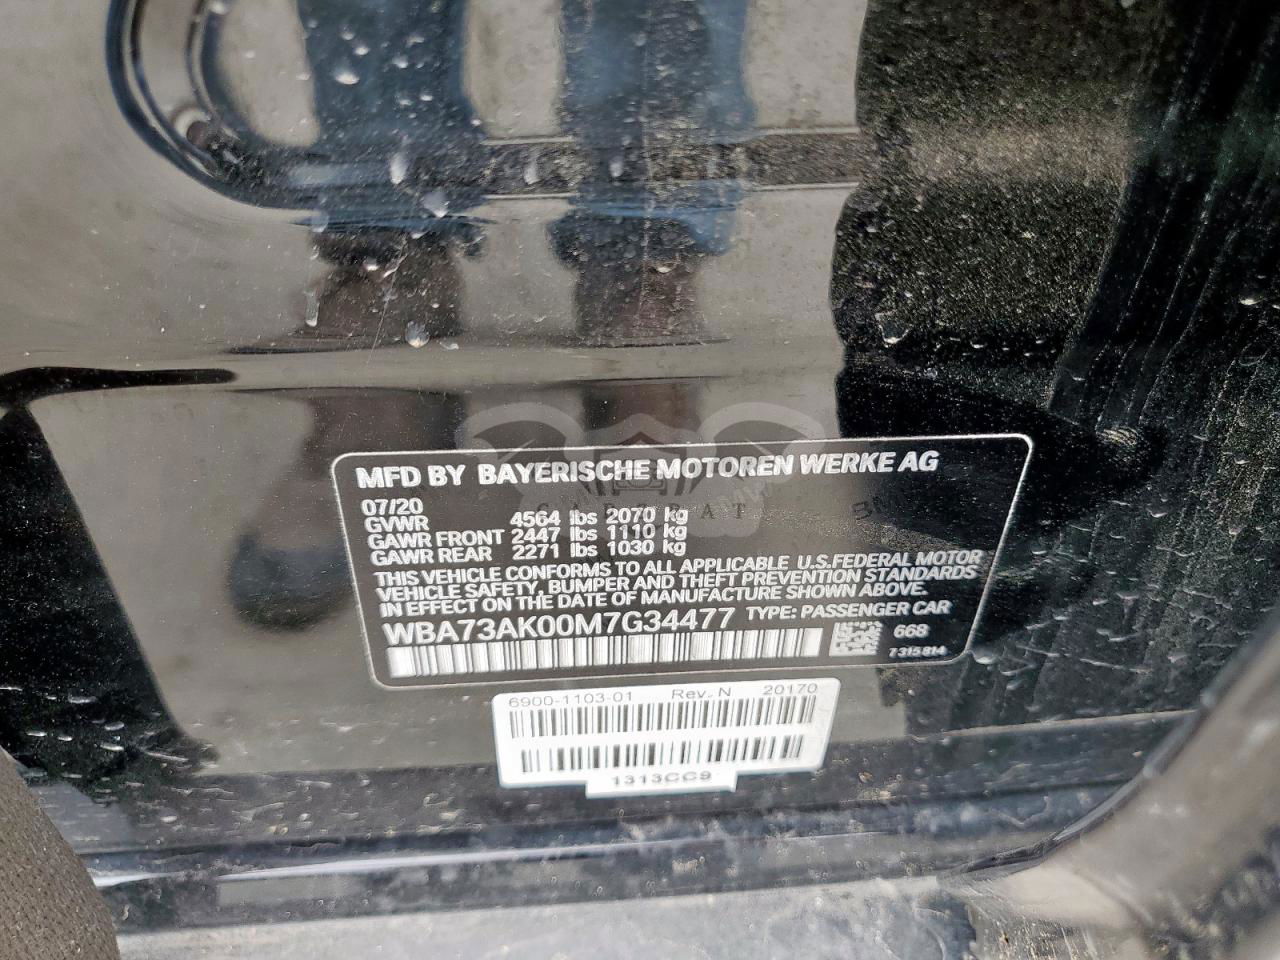 MFD BY BAYERISCHE MOTOREN WERKE AG
07/20
GVWR 4564 lbs 2070 kg
GAWR FRONT 2447 lbs 1110 kg
GAWR REAR 2271 lbs 1030 kg
THIS VEHICLE CONFORMS TO ALL APPLICABLE U.S.FEDERAL MOTOR
VEHICLE SAFETY, BUMPER AND THEFT PREVENTION STANDARDS
IN EFFECT ON THE DATE OF MANUFACTURE SHOWN ABOVE.
WBA73AK00M7G34477 TYPE: PASSENGER CAR
668
7315814
6900-1103-01 Rev. N 20170
1313CC9